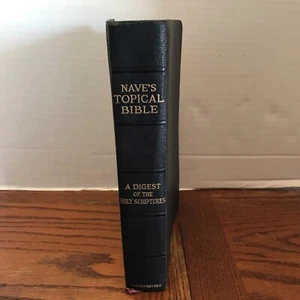 NAVE'S
TOPICAL
BIBLE
A DIGEST
OF THE
HOLY SCRIPTURES